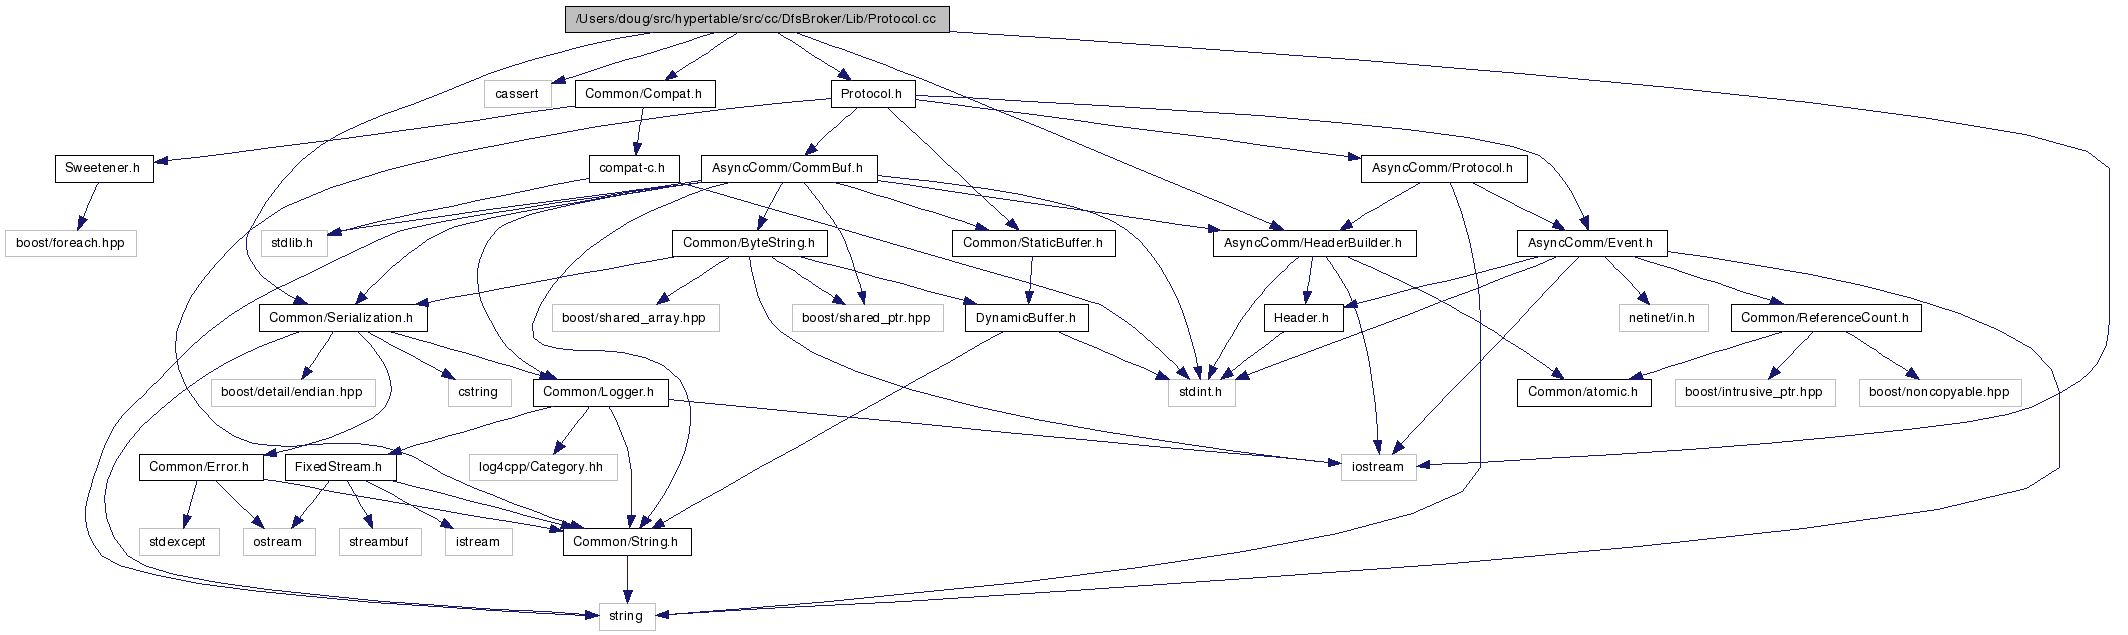 /Users/doug/src/hypertable/src/cc/DfsBroker/Lib/Protocol.cc
cassert
Common/Compat.h
Protocol.h
Sweetener.h
compat-c.h
AsyncComm/CommBuf.h
AsyncComm/Protocol.h
boost/foreach.hpp
stdlib.h
Common/ByteString.h
Common/StaticBuffer.h
AsyncComm/HeaderBuilder.h
AsyncComm/Event.h
Common/Serialization.h
boost/shared_array.hpp
boost/shared_ptr.hpp
DynamicBuffer.h
Header.h
netinet/in.h
Common/ReferenceCount.h
boost/detail/endian.hpp
cstring
Common/Logger.h
stdint.h
Common/atomic.h
boost/intrusive_ptr.hpp
boost/noncopyable.hpp
Common/Error.h
FixedStream.h
log4cpp/Category.hh
iostream
stdexcept
ostream
streambuf
istream
Common/String.h
string